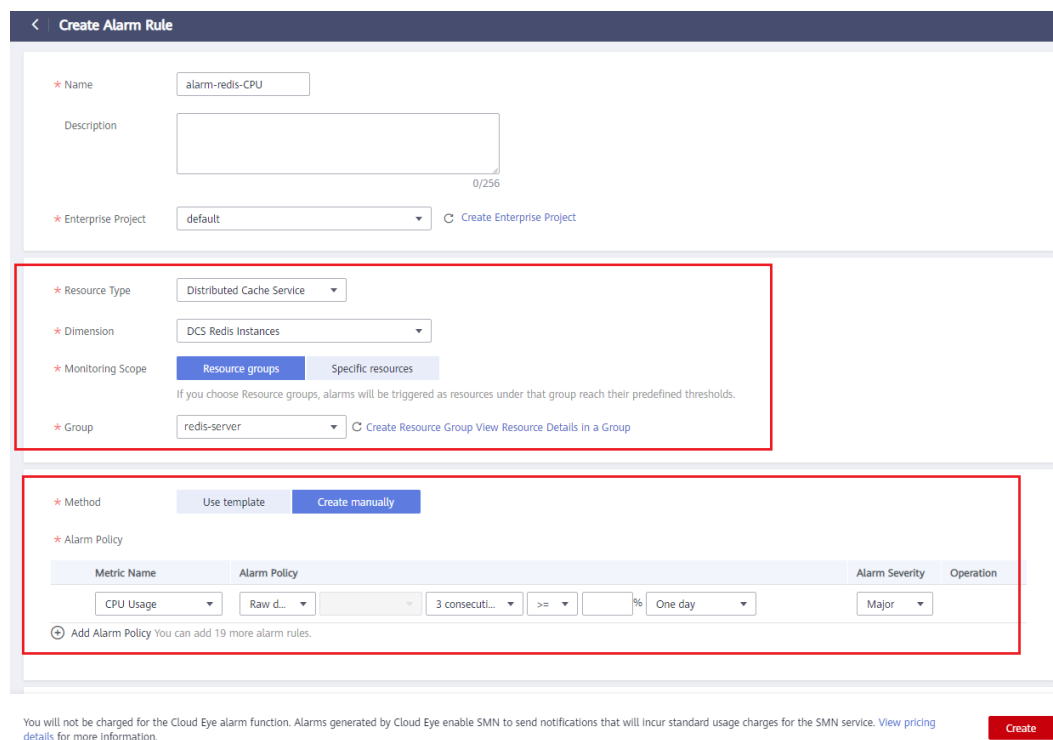 Create Alarm Rule
* Name alarm-redis-CPU
Description
0/256
* Enterprise Project default Create Enterprise Project
* Resource Type Distributed Cache Service
* Dimension DCS Redis Instances
* Monitoring Scope Resource groups Specific resources
If you choose Resource groups, alarms will be triggered as resources under that group reach their predefined thresholds.
* Group redis-server Create Resource Group View Resource Details in a Group
* Method Use template Create manually
* Alarm Policy
Metric Name Alarm Policy Alarm Severity Operation
CPU Usage Raw d... 3 consecuti... >= % One day Major
Add Alarm Policy You can add 19 more alarm rules.
You will not be charged for the Cloud Eye alarm function. Alarms generated by Cloud Eye enable SMN to send notifications that will incur standard usage charges for the SMN service. View pricing
details for more information.
Create